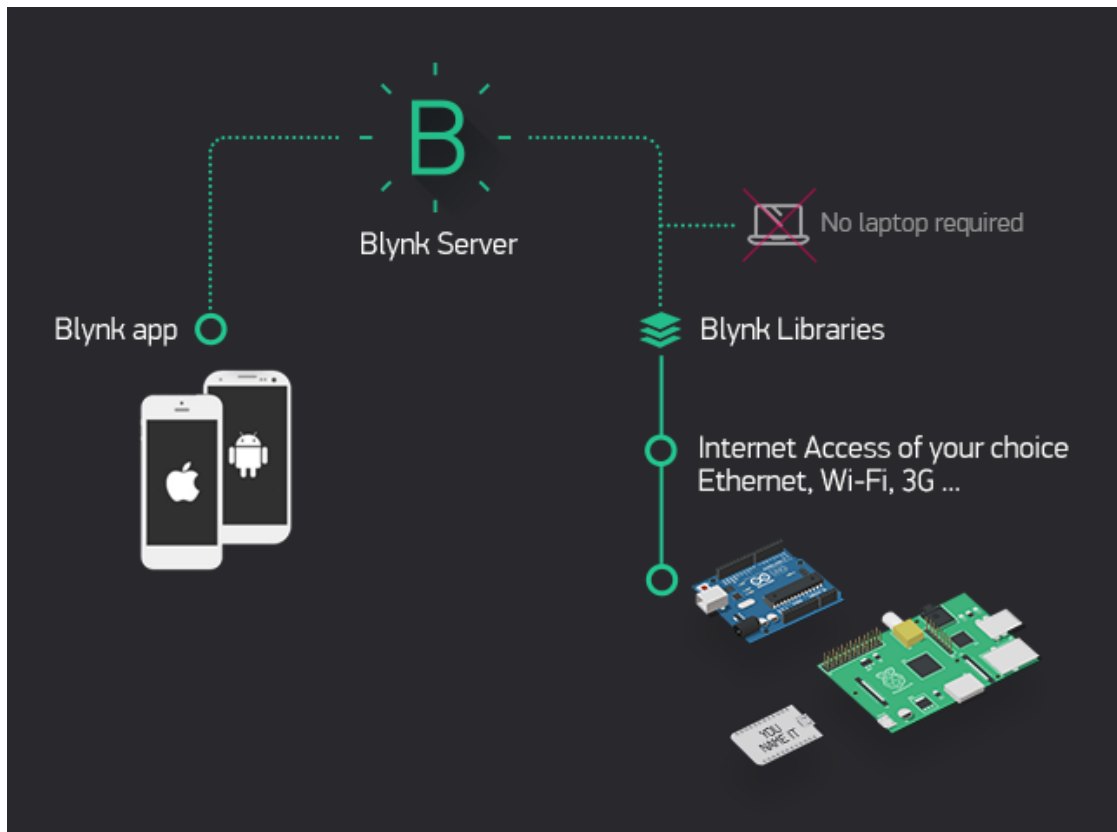 B
Blynk Server
No laptop required
Blynk app
Blynk Libraries
Internet Access of your choice
Ethernet, Wi-Fi, 3G ...
YOU
NAME IT